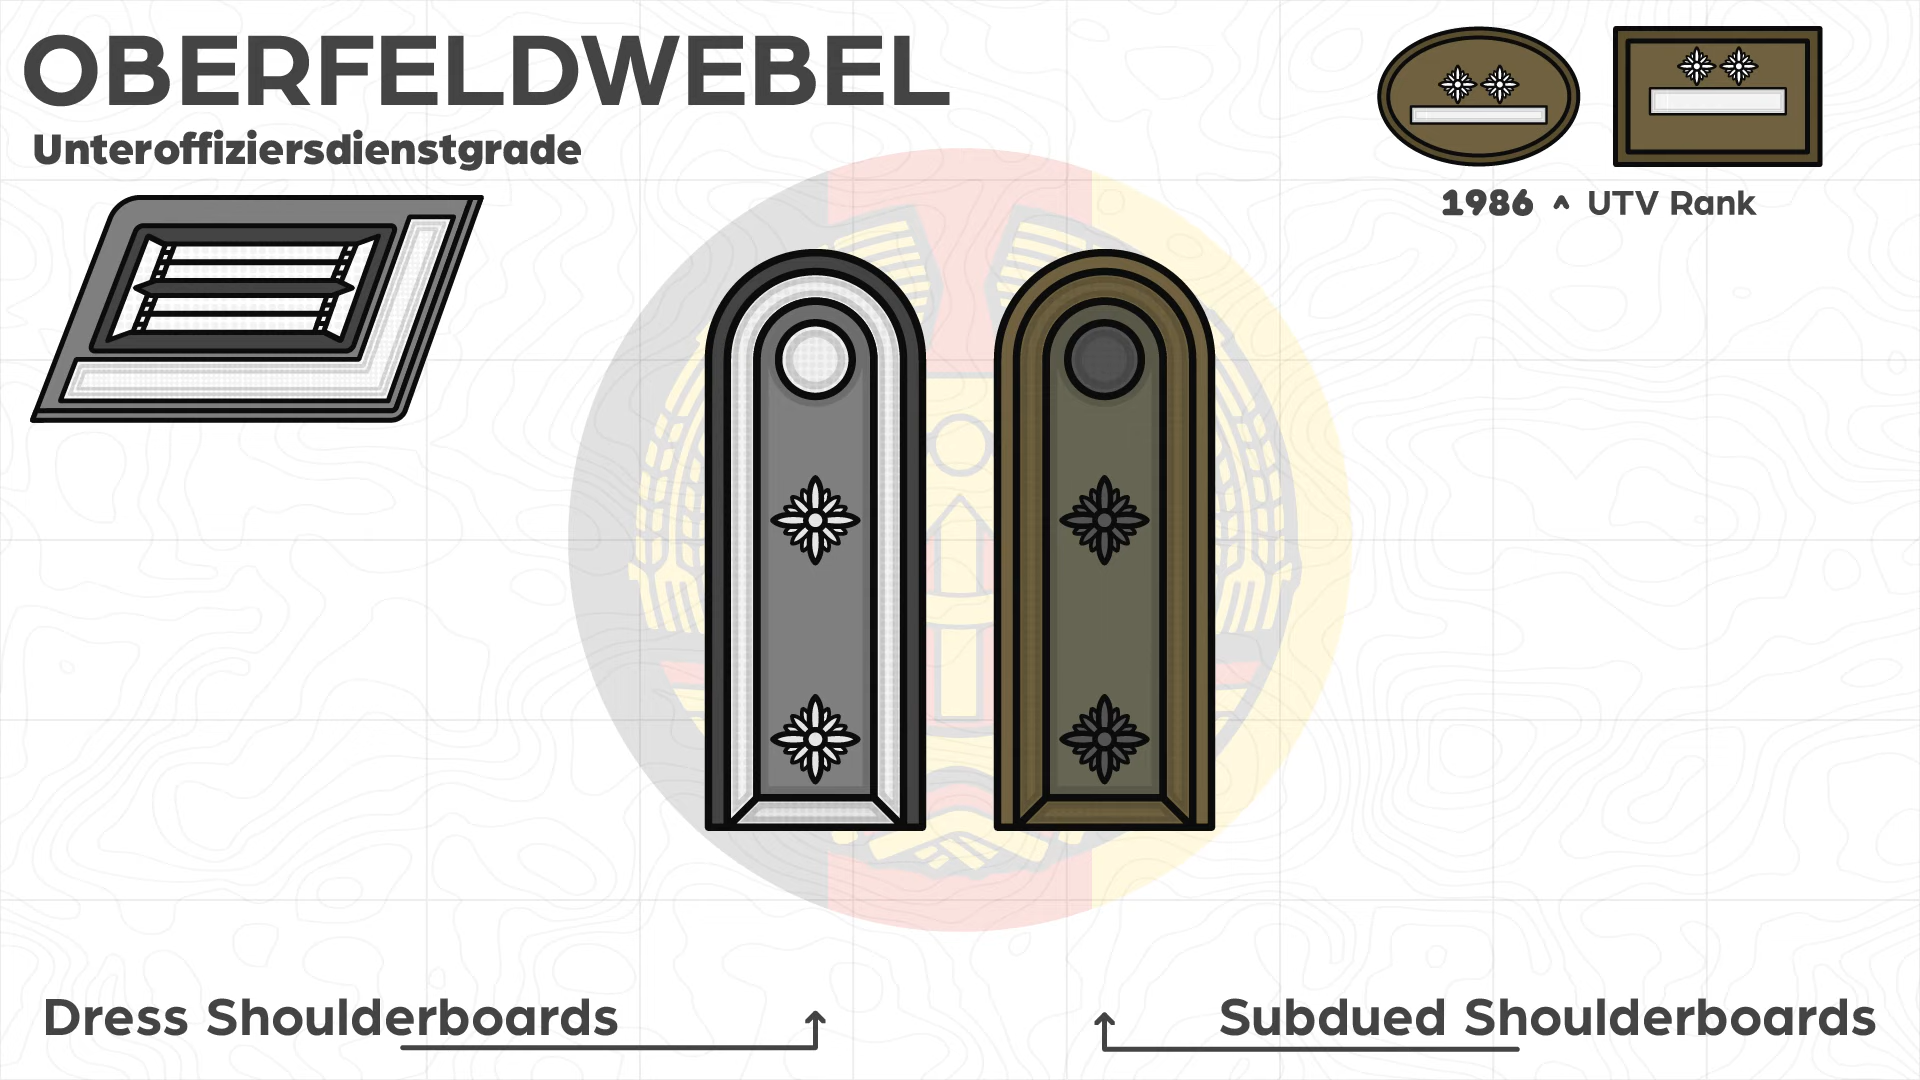 OBERFELDWEBEL
Unteroffiziersdienstgrade
1986 ^ UTV Rank
Dress Shoulderboards
Subdued Shoulderboards